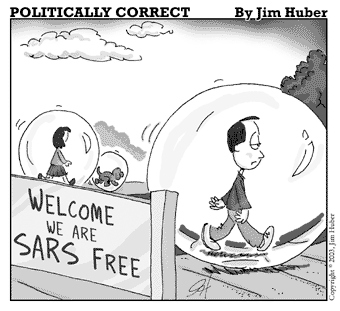 POLITICALLY CORRECT By Jim Huber
WELCOME
WE ARE
SARS FREE
Copyright © 2003, Jim Huber